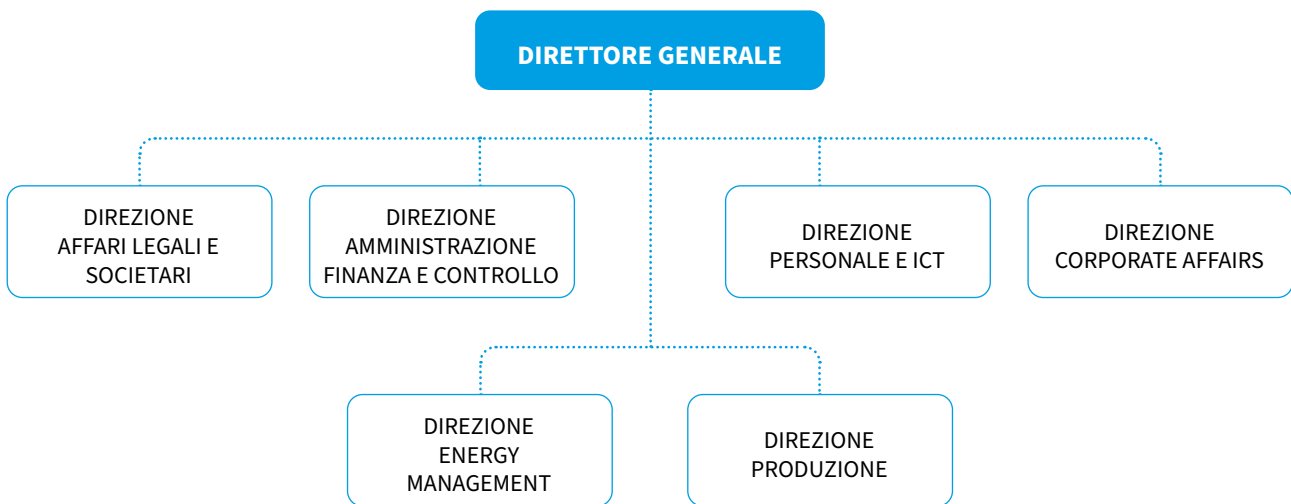 DIRETTORE GENERALE
DIREZIONE
AFFARI LEGALI E
SOCIETARI
DIREZIONE
AMMINISTRAZIONE
FINANZA E CONTROLLO
DIREZIONE
PERSONALE E ICT
DIREZIONE
CORPORATE AFFAIRS
DIREZIONE
ENERGY
MANAGEMENT
DIREZIONE
PRODUZIONE